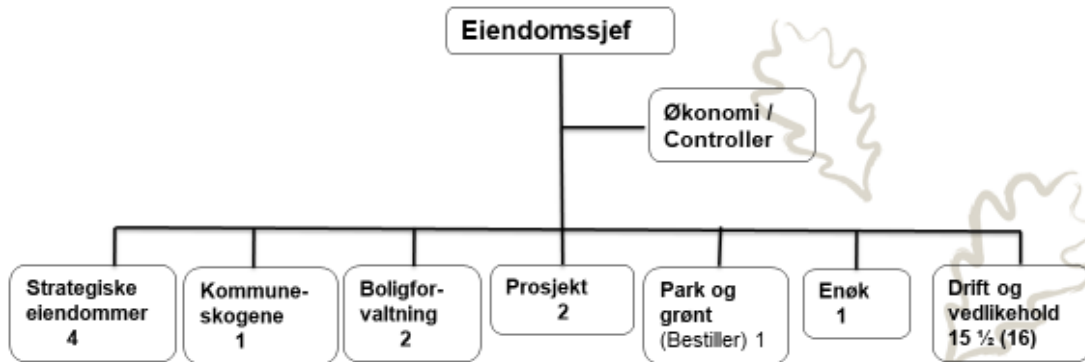 Eiendomssjef
Økonomi /
Controller
Strategiske
eiendommer
4
Kommune-
skogene
1
Boligfor-
valtning
2
Prosjekt
2
Park og
grønt
(Bestiller) 1
Enøk
1
Drift og
vedlikehold
15 ½ (16)